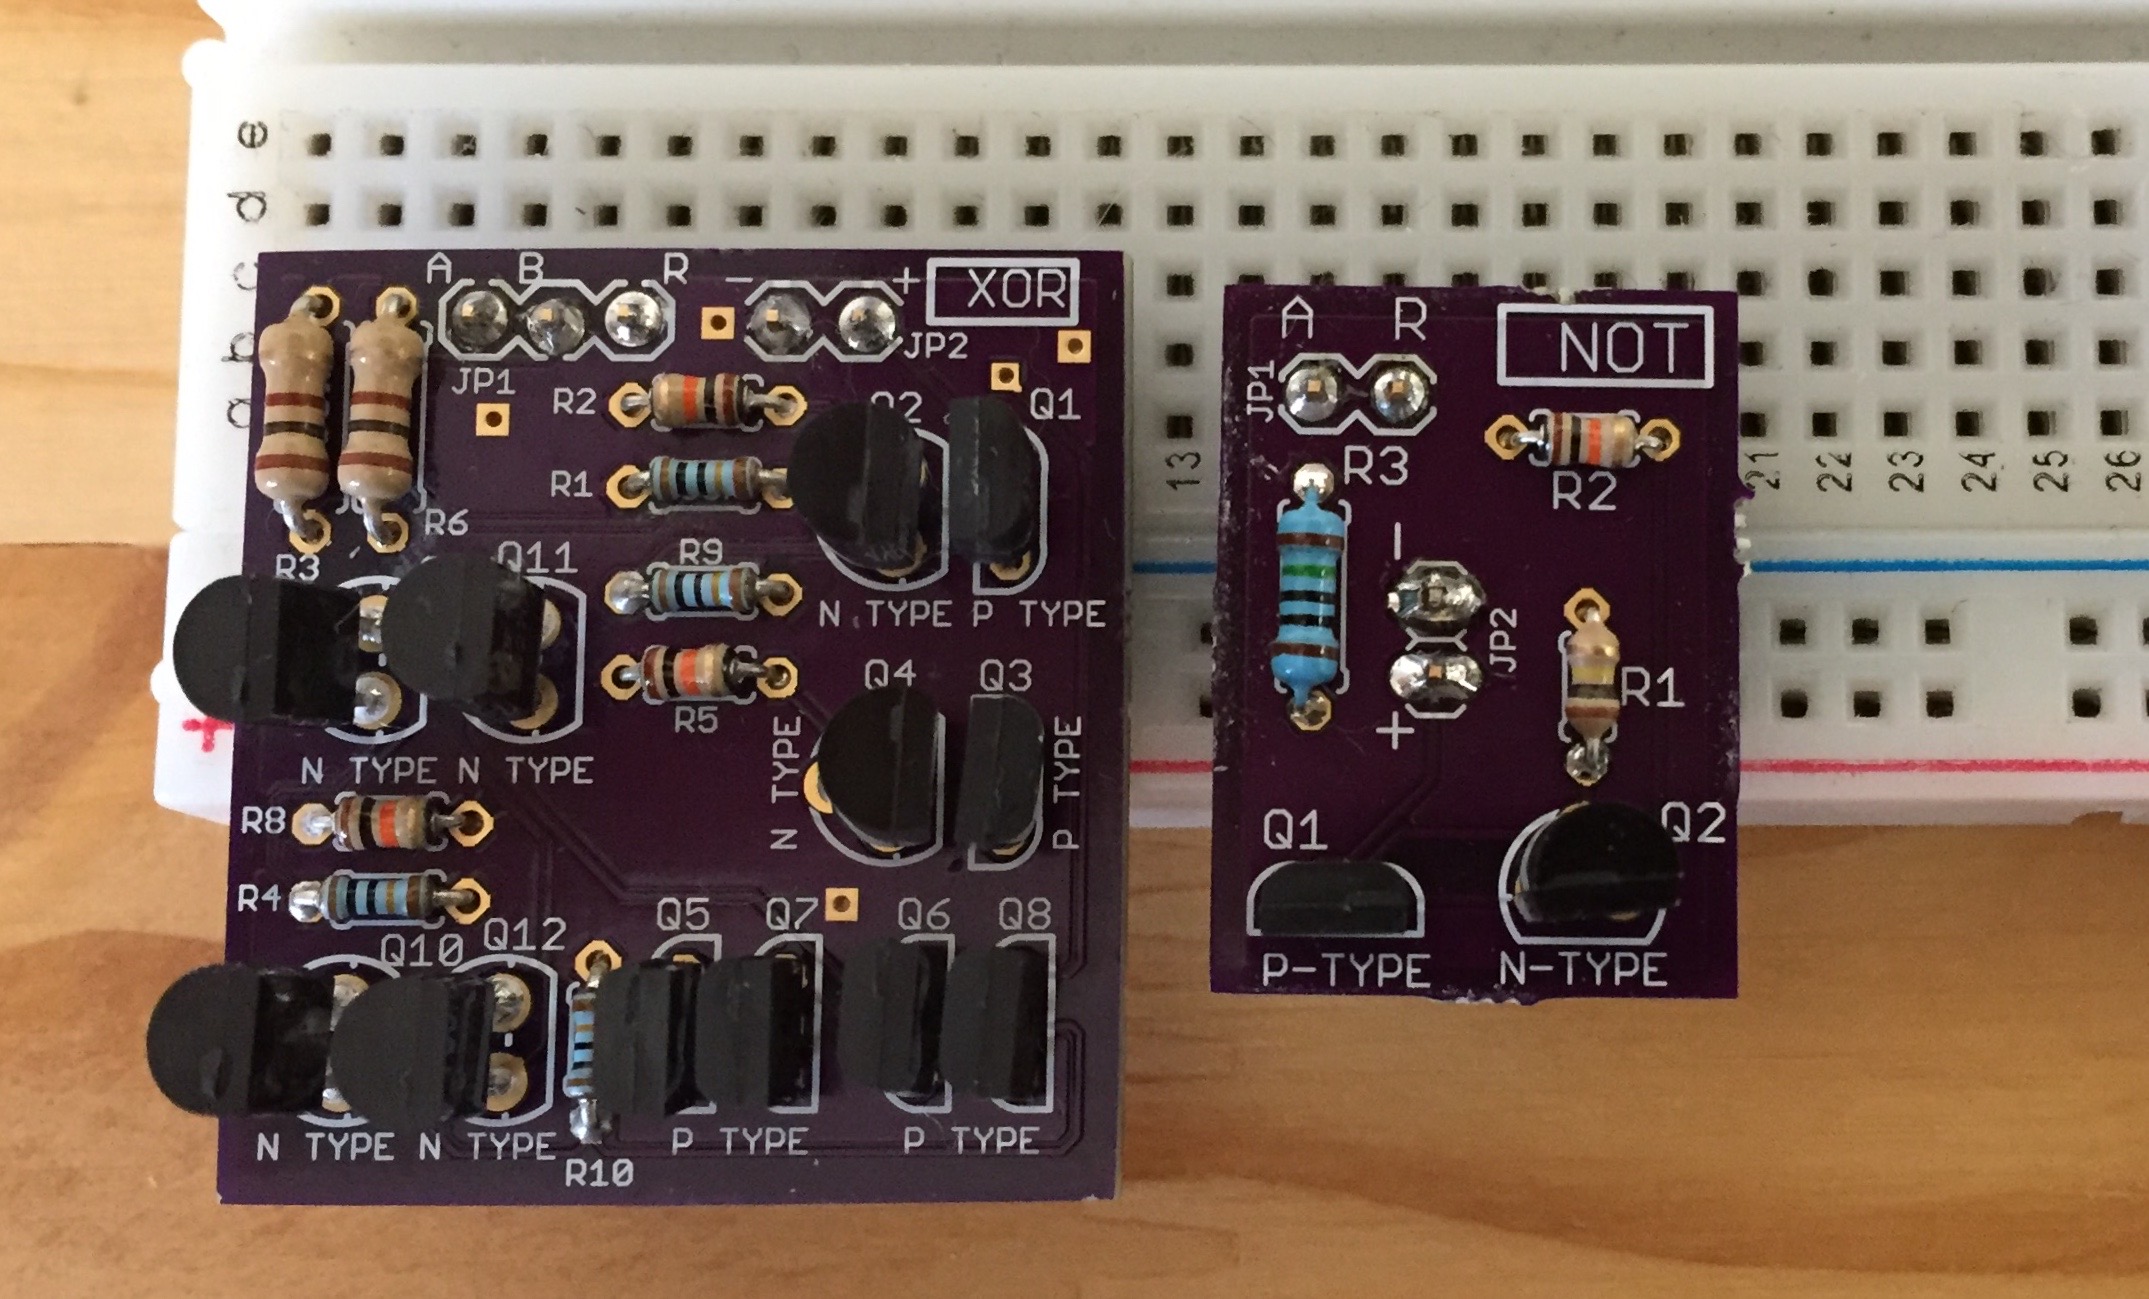 e
d
c
b
a
A B R - + XOR
JP1
JP2
R2
Q2
Q1
R1
R6
R3
Q11
R9
N TYPE
P TYPE
R5
Q4
Q3
N TYPE
P TYPE
N TYPE
N TYPE
R8
R4
Q10
Q12
Q5
Q7
Q6
Q8
N TYPE
N TYPE
P TYPE
P TYPE
R10
+
13
A R
NOT
JP1
R3
R2
-
JP2
+
R1
Q1
Q2
P-TYPE
N-TYPE
21
22
23
24
25
26